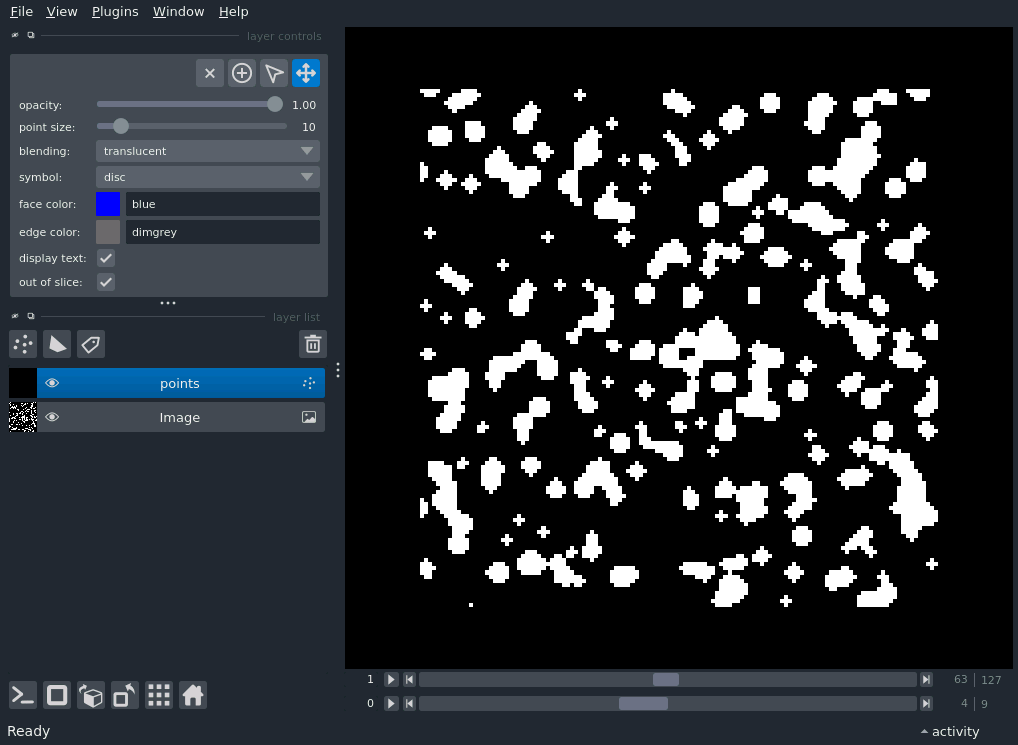 File View Plugins Window Help
layer controls
opacity: 1.00
point size: 10
blending: translucent
symbol: disc
face color: blue
edge color: dimgrey
display text:
out of slice:
layer list
points
Image
1 63 127
0 4 9
Ready activity